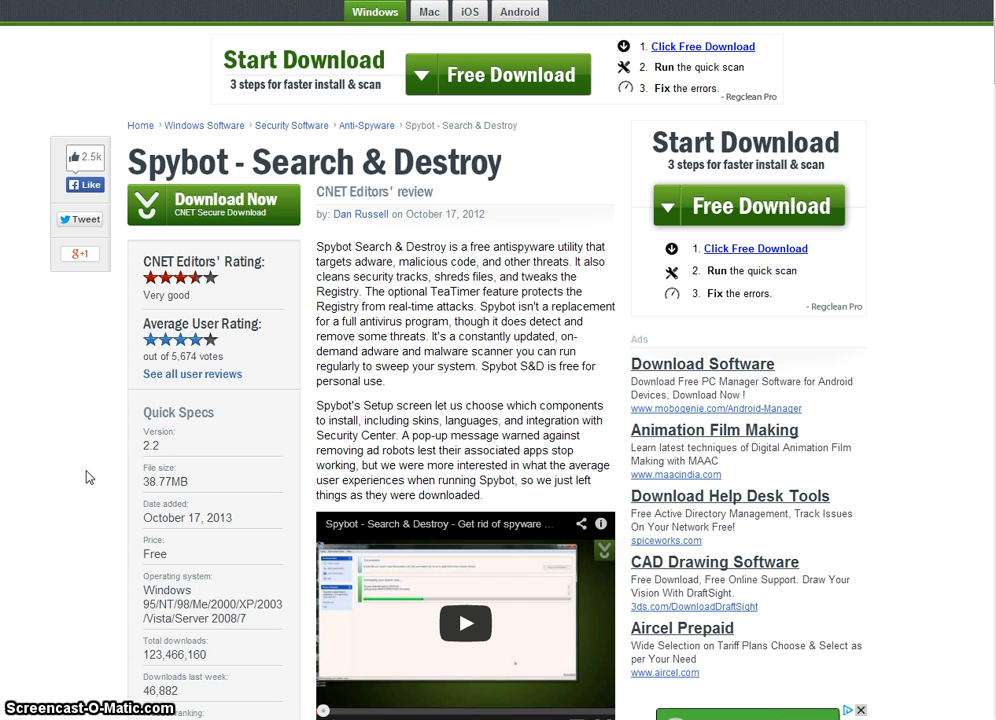 Windows
Mac
iOS
Android
Start Download
3 steps for faster install & scan
Free Download
1. Click Free Download
2. Run the quick scan
3. Fix the errors.
- Regclean Pro
Home › Windows Software › Security Software › Anti-Spyware › Spybot - Search & Destroy
2.5k
Like
Tweet
g+1
Spybot - Search & Destroy
Download Now
CNET Secure Download
CNET Editors' Rating:
Very good
Average User Rating:
out of 5,674 votes
See all user reviews
Quick Specs
Version:
2.2
File size:
38.77MB
Date added:
October 17, 2013
Price:
Free
Operating system:
Windows
95/NT/98/Me/2000/XP/2003
/Vista/Server 2008/7
Total downloads:
123,466,160
Downloads last week:
46,882
ranking:
CNET Editors' review
by: Dan Russell on October 17, 2012
Spybot Search & Destroy is a free antispyware utility that
targets adware, malicious code, and other threats. It also
cleans security tracks, shreds files, and tweaks the
Registry. The optional TeaTimer feature protects the
Registry from real-time attacks. Spybot isn't a replacement
for a full antivirus program, though it does detect and
remove some threats. It's a constantly updated, on-
demand adware and malware scanner you can run
regularly to sweep your system. Spybot S&D is free for
personal use.
Spybot's Setup screen let us choose which components
to install, including skins, languages, and integration with
Security Center. A pop-up message warned against
removing ad robots lest their associated apps stop
working, but we were more interested in what the average
user experiences when running Spybot, so we just left
things as they were downloaded.
Spybot - Search & Destroy - Get rid of spyware ...
Start Download
3 steps for faster install & scan
Free Download
1. Click Free Download
2. Run the quick scan
3. Fix the errors.
- Regclean Pro
Ads
Download Software
Download Free PC Manager Software for Android
Devices, Download Now !
www.mobogenie.com/Android-Manager
Animation Film Making
Learn latest techniques of Digital Animation Film
Making with MAAC
www.maacindia.com
Download Help Desk Tools
Free Active Directory Management, Track Issues
On Your Network Free!
spiceworks.com
CAD Drawing Software
Free Download, Free Online Support. Draw Your
Vision With DraftSight.
3ds.com/DownloadDraftSight
Aircel Prepaid
Wide Selection on Tariff Plans Choose & Select as
per Your Need
www.aircel.com
Screencast-O-Matic.com